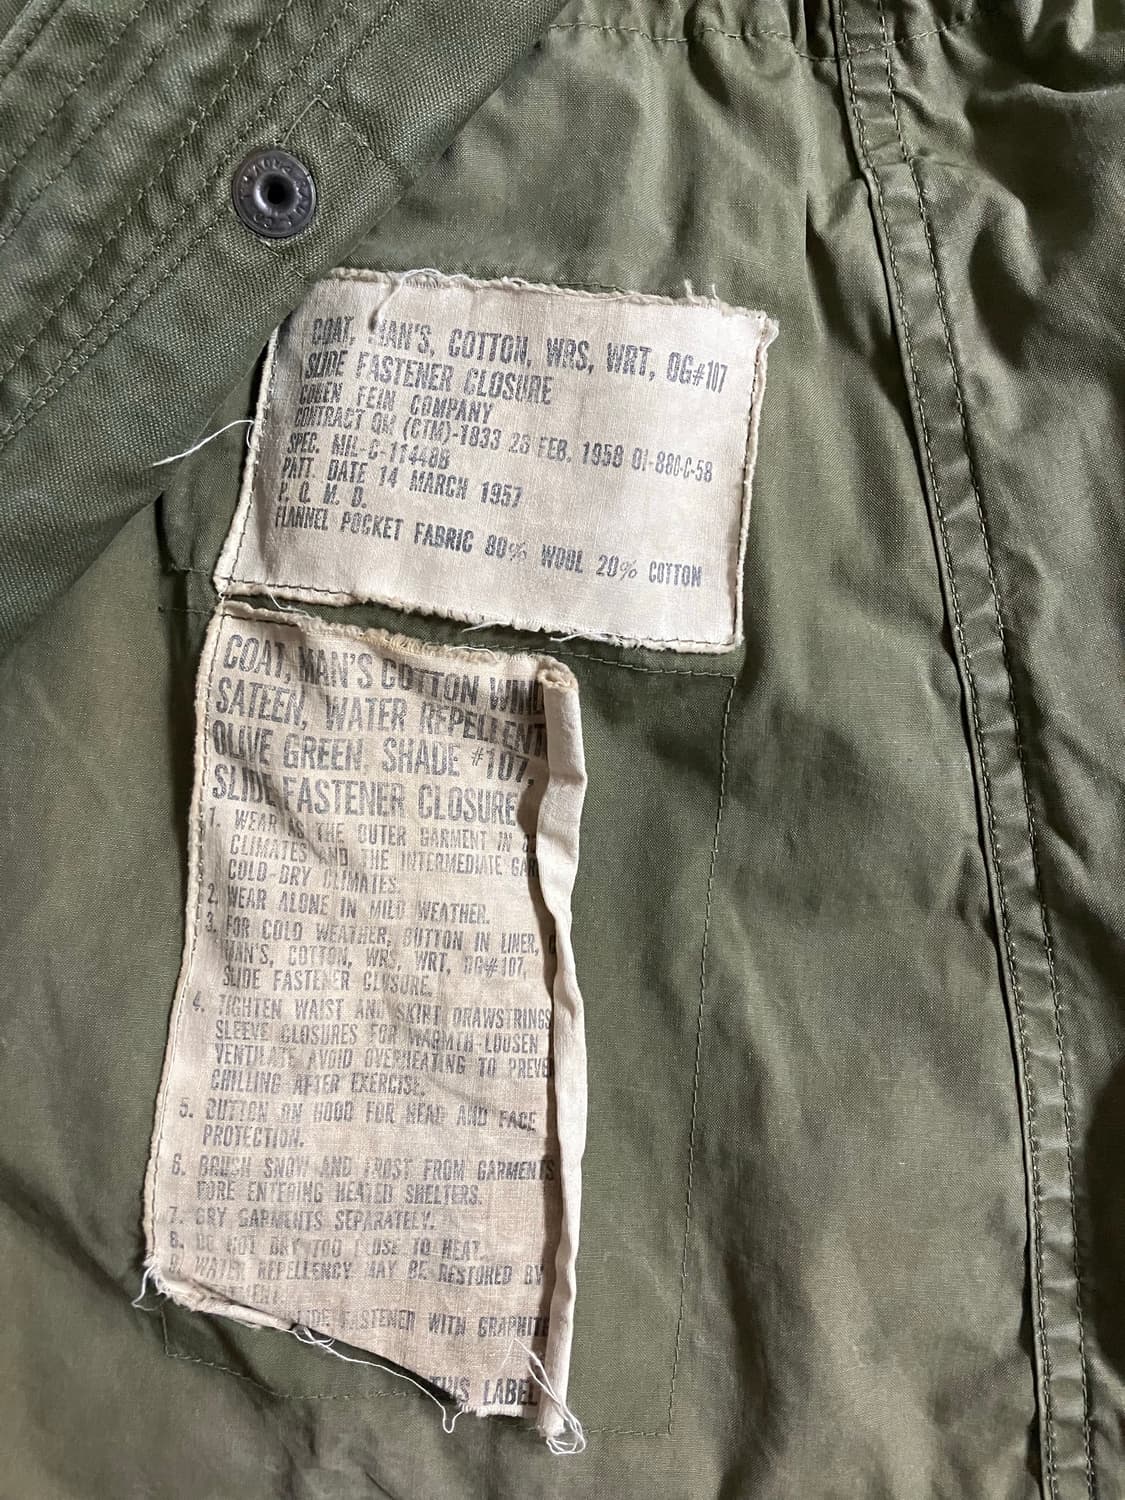 COAT, MAN'S, COTTON, WRS, WRT, OG#107
SLIDE FASTENER CLOSURE
COHEN FEIN COMPANY
CONTRACT QM (CTM)-1833 28 FEB. 1958 OI-880-C-58
SPEC. MIL-C-11448B
PATT. DATE 14 MARCH 1957
P. Q. M. D.
FLANNEL POCKET FABRIC 80% WOOL 20% COTTON
COAT, MAN'S COTTON WIND
SATEEN, WATER REPELLENT
OLIVE GREEN SHADE #107,
SLIDE FASTENER CLOSURE
1. WEAR AS THE OUTER GARMENT IN
CLIMATES AND THE INTERMEDIATE GAR
COLD-DRY CLIMATES.
2. WEAR ALONE IN MILD WEATHER.
3. FOR COLD WEATHER, BUTTON IN LINER,
MAN'S, COTTON, WRS, WRT, OG#107,
SLIDE FASTENER CLOSURE.
4. TIGHTEN WAIST AND SKIRT DRAWSTRINGS
SLEEVE CLOSURES FOR WARMTH-LOOSEN
VENTILATE AVOID OVERHEATING TO PREVE
CHILLING AFTER EXERCISE.
5. BUTTON ON HOOD FOR HEAD AND FACE
PROTECTION.
6. BRUSH SNOW AND FROST FROM GARMENTS
FORE ENTERING HEATED SHELTERS.
7. DRY GARMENTS SEPARATELY.
8. DO NOT DRY TOO CLOSE TO HEAT.
9. WATER REPELLENCY MAY BE RESTORED BY
FASTENER WITH GRAPHITE
THIS LABEL